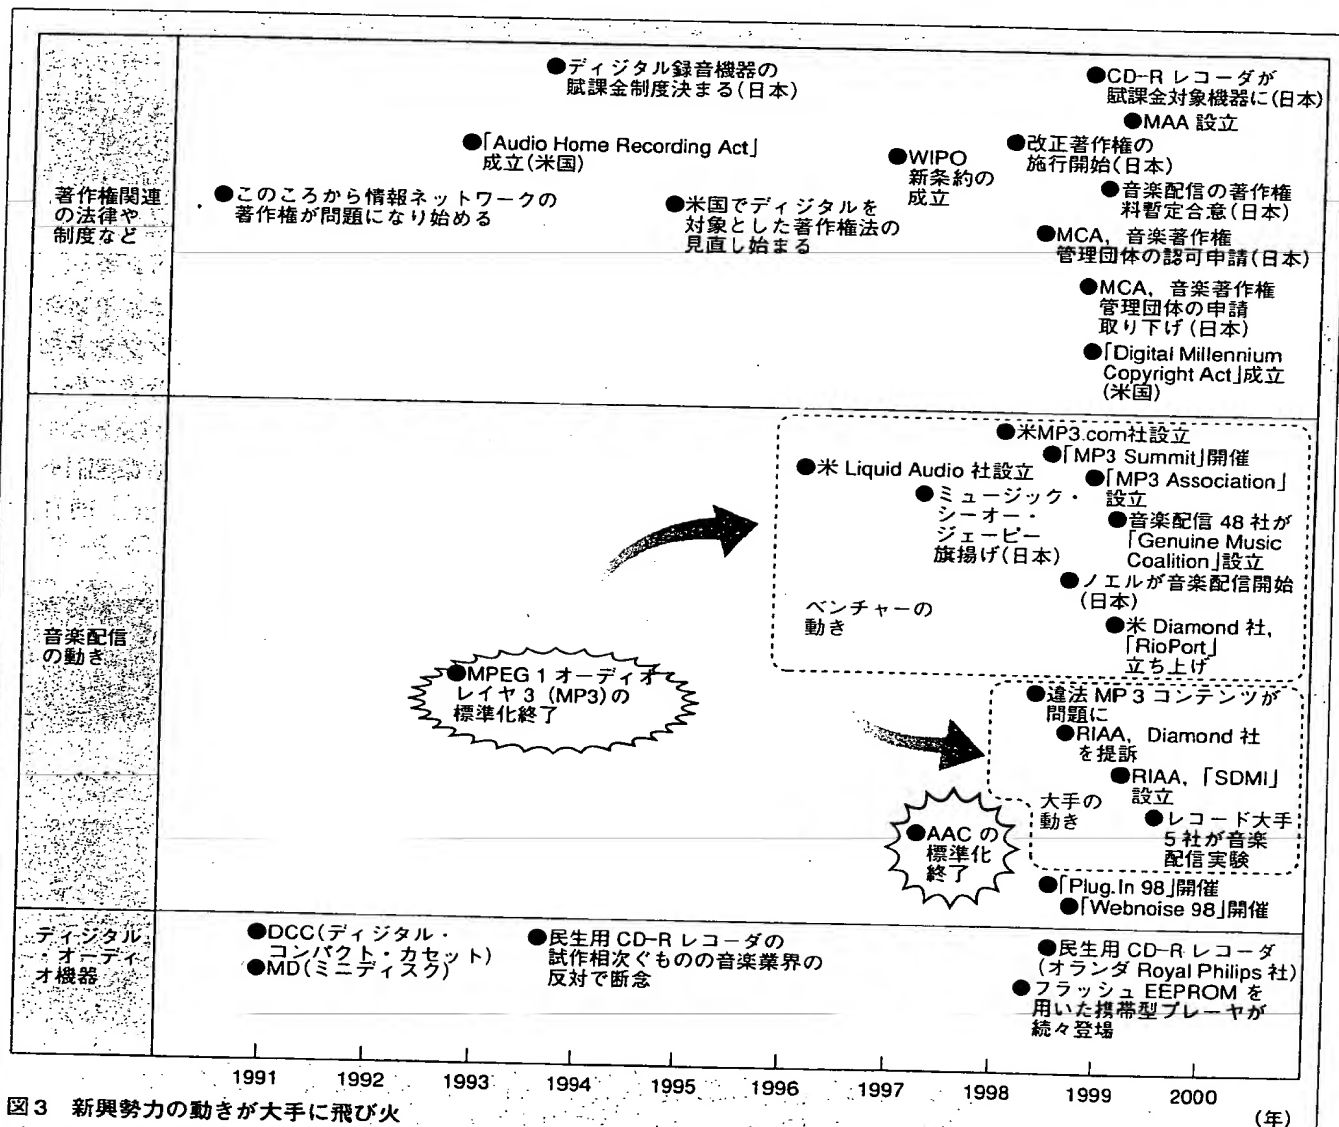 著作権関連
の法律や
制度など
●ディジタル録音機器の
賦課金制度決まる(日本)
●「Audio Home Recording Act」
成立(米国)
●このころから情報ネットワークの
著作権が問題になり始める
●米国でディジタルを
対象とした著作権法の
見直し始まる
●WIPO
新条約の
成立
●CD-R レコーダが
賦課金対象機器に(日本)
●MAA 設立
●改正著作権の
施行開始(日本)
●音楽配信の著作権
料暫定合意(日本)
●MCA，音楽著作権
管理団体の認可申請(日本)
●MCA，音楽著作権
管理団体の申請
取り下げ(日本)
●「Digital Millennium
Copyright Act」成立
(米国)
音楽配信
の動き
●MPEG 1 オーディオ
レイヤ 3 (MP3)の
標準化終了
●米MP3.com社設立
●「MP3 Summit」開催
●米 Liquid Audio 社設立
●「MP3 Association」
設立
●ミュージック・
シーオー・
ジェーピー
旗揚げ(日本)
●音楽配信 48 社が
「Genuine Music
Coalition」設立
●ノエルが音楽配信開始
(日本)
ベンチャーの
動き
●米 Diamond 社，
「RioPort」
立ち上げ
●違法 MP 3 コンテンツが
問題に
●RIAA，Diamond 社
を提訴
●RIAA，「SDMI」
設立
大手の
動き
●レコード大手
5 社が音楽
配信実験
●AAC の
標準化
終了
●「Plug.In 98」開催
●「Webnoise 98」開催
ディジタル
・オーディ
オ機器
●DCC(ディジタル・
コンパクト・カセット)
●MD(ミニディスク)
●民生用 CD-R レコーダの
試作相次ぐものの音楽業界の
反対で断念
●民生用 CD-R レコーダ
(オランダ Royal Philips 社)
●フラッシュ EEPROM を
用いた携帯型プレーヤが
続々登場
1991 1992 1993 1994 1995 1996 1997 1998 1999 2000
(年)
図3 新興勢力の動きが大手に飛び火